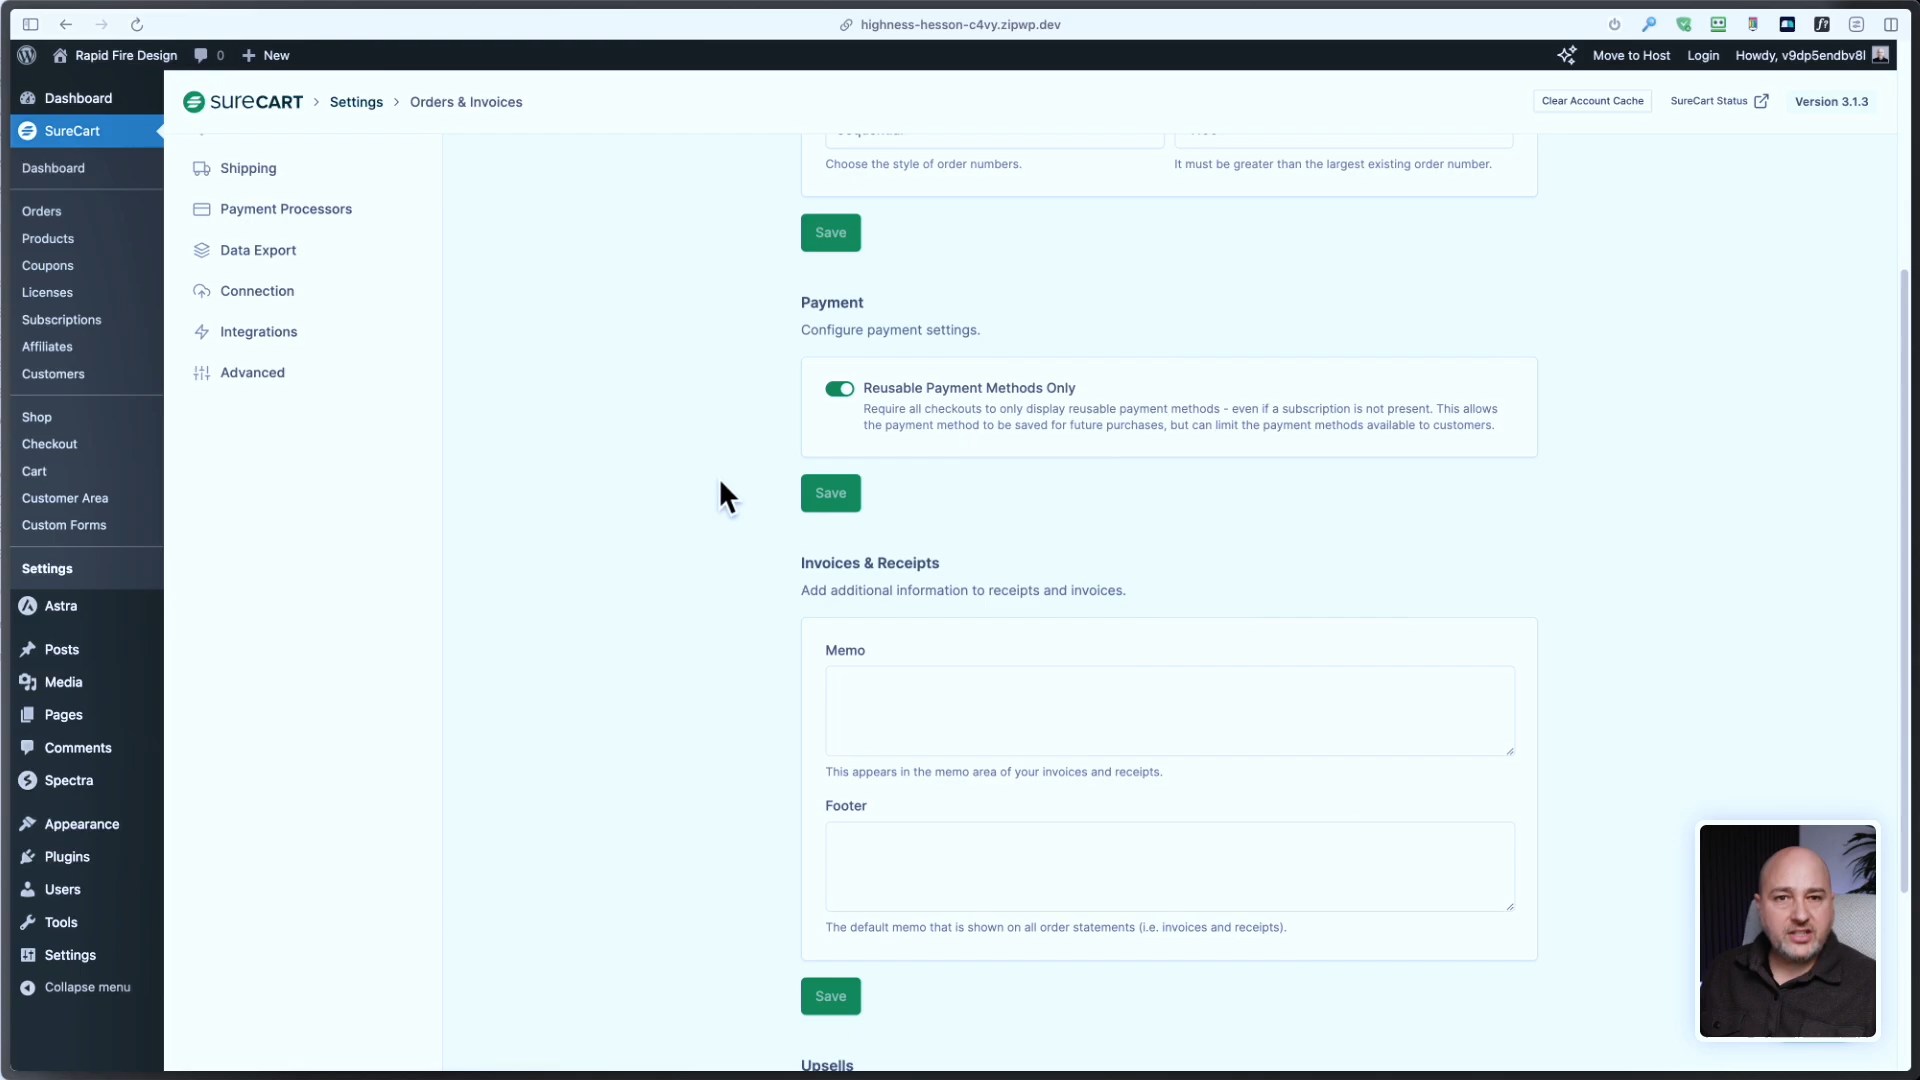 highness-hesson-c4vy.zipwp.dev
Rapid Fire Design
0
New
Move to Host
Login
Howdy, v9dp5endbv8l
Dashboard
SureCart
Dashboard
Orders
Products
Coupons
Licenses
Subscriptions
Affiliates
Customers
Shop
Checkout
Cart
Customer Area
Custom Forms
Settings
Astra
Posts
Media
Pages
Comments
Spectra
Appearance
Plugins
Users
Tools
Settings
Collapse menu
SURECART > Settings > Orders & Invoices
Clear Account Cache
SureCart Status
Version 3.1.3
Shipping
Payment Processors
Data Export
Connection
Integrations
Advanced
Choose the style of order numbers.
It must be greater than the largest existing order number.
Save
Payment
Configure payment settings.
Reusable Payment Methods Only
Require all checkouts to only display reusable payment methods - even if a subscription is not present. This allows
the payment method to be saved for future purchases, but can limit the payment methods available to customers.
Save
Invoices & Receipts
Add additional information to receipts and invoices.
Memo
This appears in the memo area of your invoices and receipts.
Footer
The default memo that is shown on all order statements (i.e. invoices and receipts).
Save
Upsells